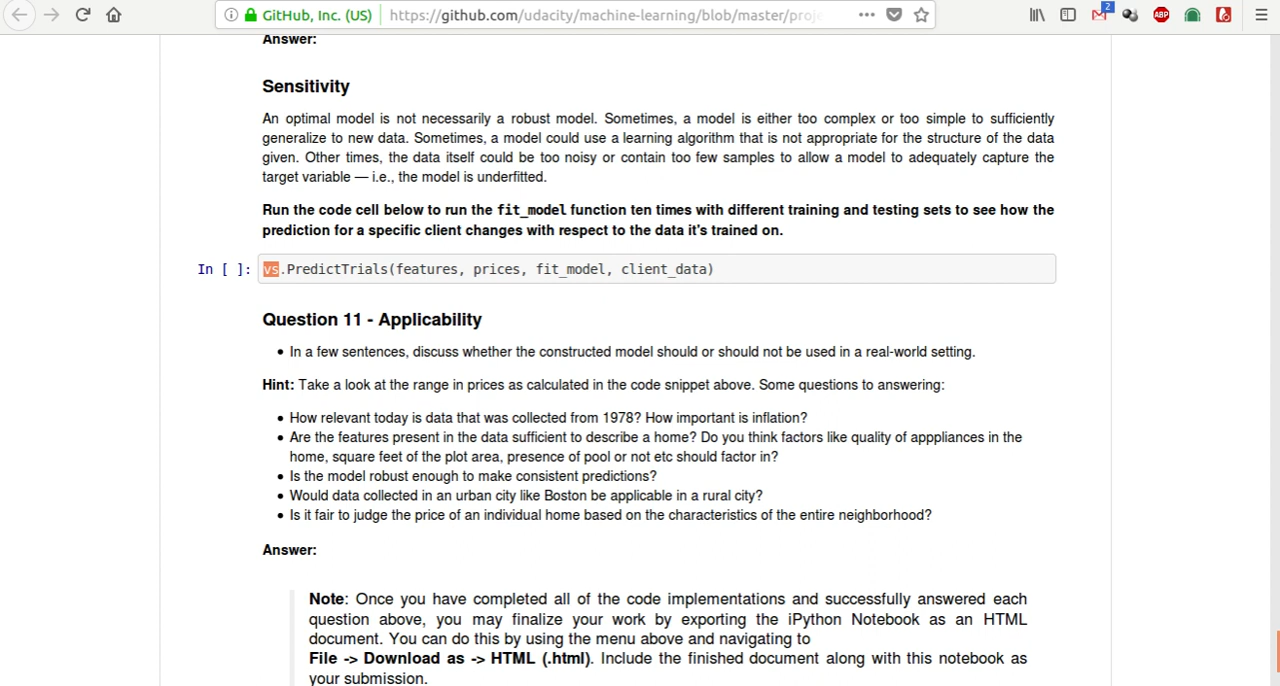 GitHub, Inc. (US) https://github.com/udacity/machine-learning/blob/master/proje
2
ABP
Answer:
Sensitivity
An optimal model is not necessarily a robust model. Sometimes, a model is either too complex or too simple to sufficiently
generalize to new data. Sometimes, a model could use a learning algorithm that is not appropriate for the structure of the data
given. Other times, the data itself could be too noisy or contain too few samples to allow a model to adequately capture the
target variable — i.e., the model is underfitted.
Run the code cell below to run the fit_model function ten times with different training and testing sets to see how the
prediction for a specific client changes with respect to the data it's trained on.
In [ ]: vs.PredictTrials(features, prices, fit_model, client_data)
Question 11 - Applicability
• In a few sentences, discuss whether the constructed model should or should not be used in a real-world setting.
Hint: Take a look at the range in prices as calculated in the code snippet above. Some questions to answering:
• How relevant today is data that was collected from 1978? How important is inflation?
• Are the features present in the data sufficient to describe a home? Do you think factors like quality of apppliances in the
home, square feet of the plot area, presence of pool or not etc should factor in?
• Is the model robust enough to make consistent predictions?
• Would data collected in an urban city like Boston be applicable in a rural city?
• Is it fair to judge the price of an individual home based on the characteristics of the entire neighborhood?
Answer:
Note: Once you have completed all of the code implementations and successfully answered each
question above, you may finalize your work by exporting the iPython Notebook as an HTML
document. You can do this by using the menu above and navigating to
File -> Download as -> HTML (.html). Include the finished document along with this notebook as
your submission.